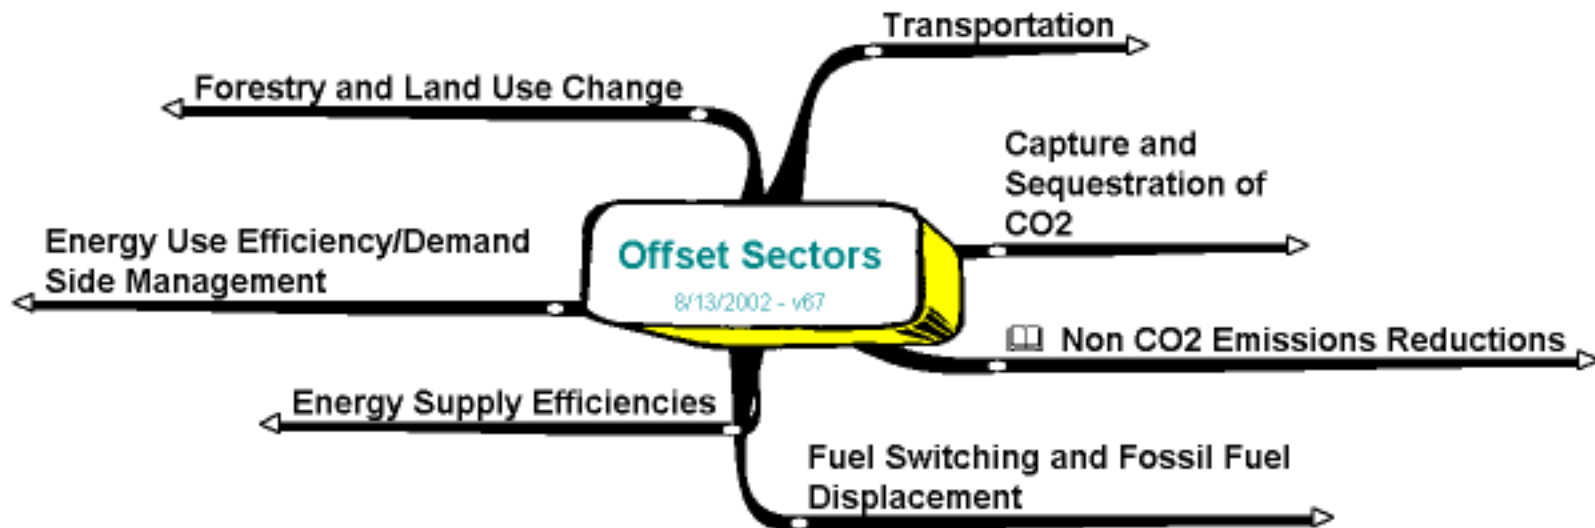 Transportation
Forestry and Land Use Change
Capture and
Sequestration of
CO2
Energy Use Efficiency/Demand
Side Management
Offset Sectors
8/13/2002 - v67
Non CO2 Emissions Reductions
Energy Supply Efficiencies
Fuel Switching and Fossil Fuel
Displacement